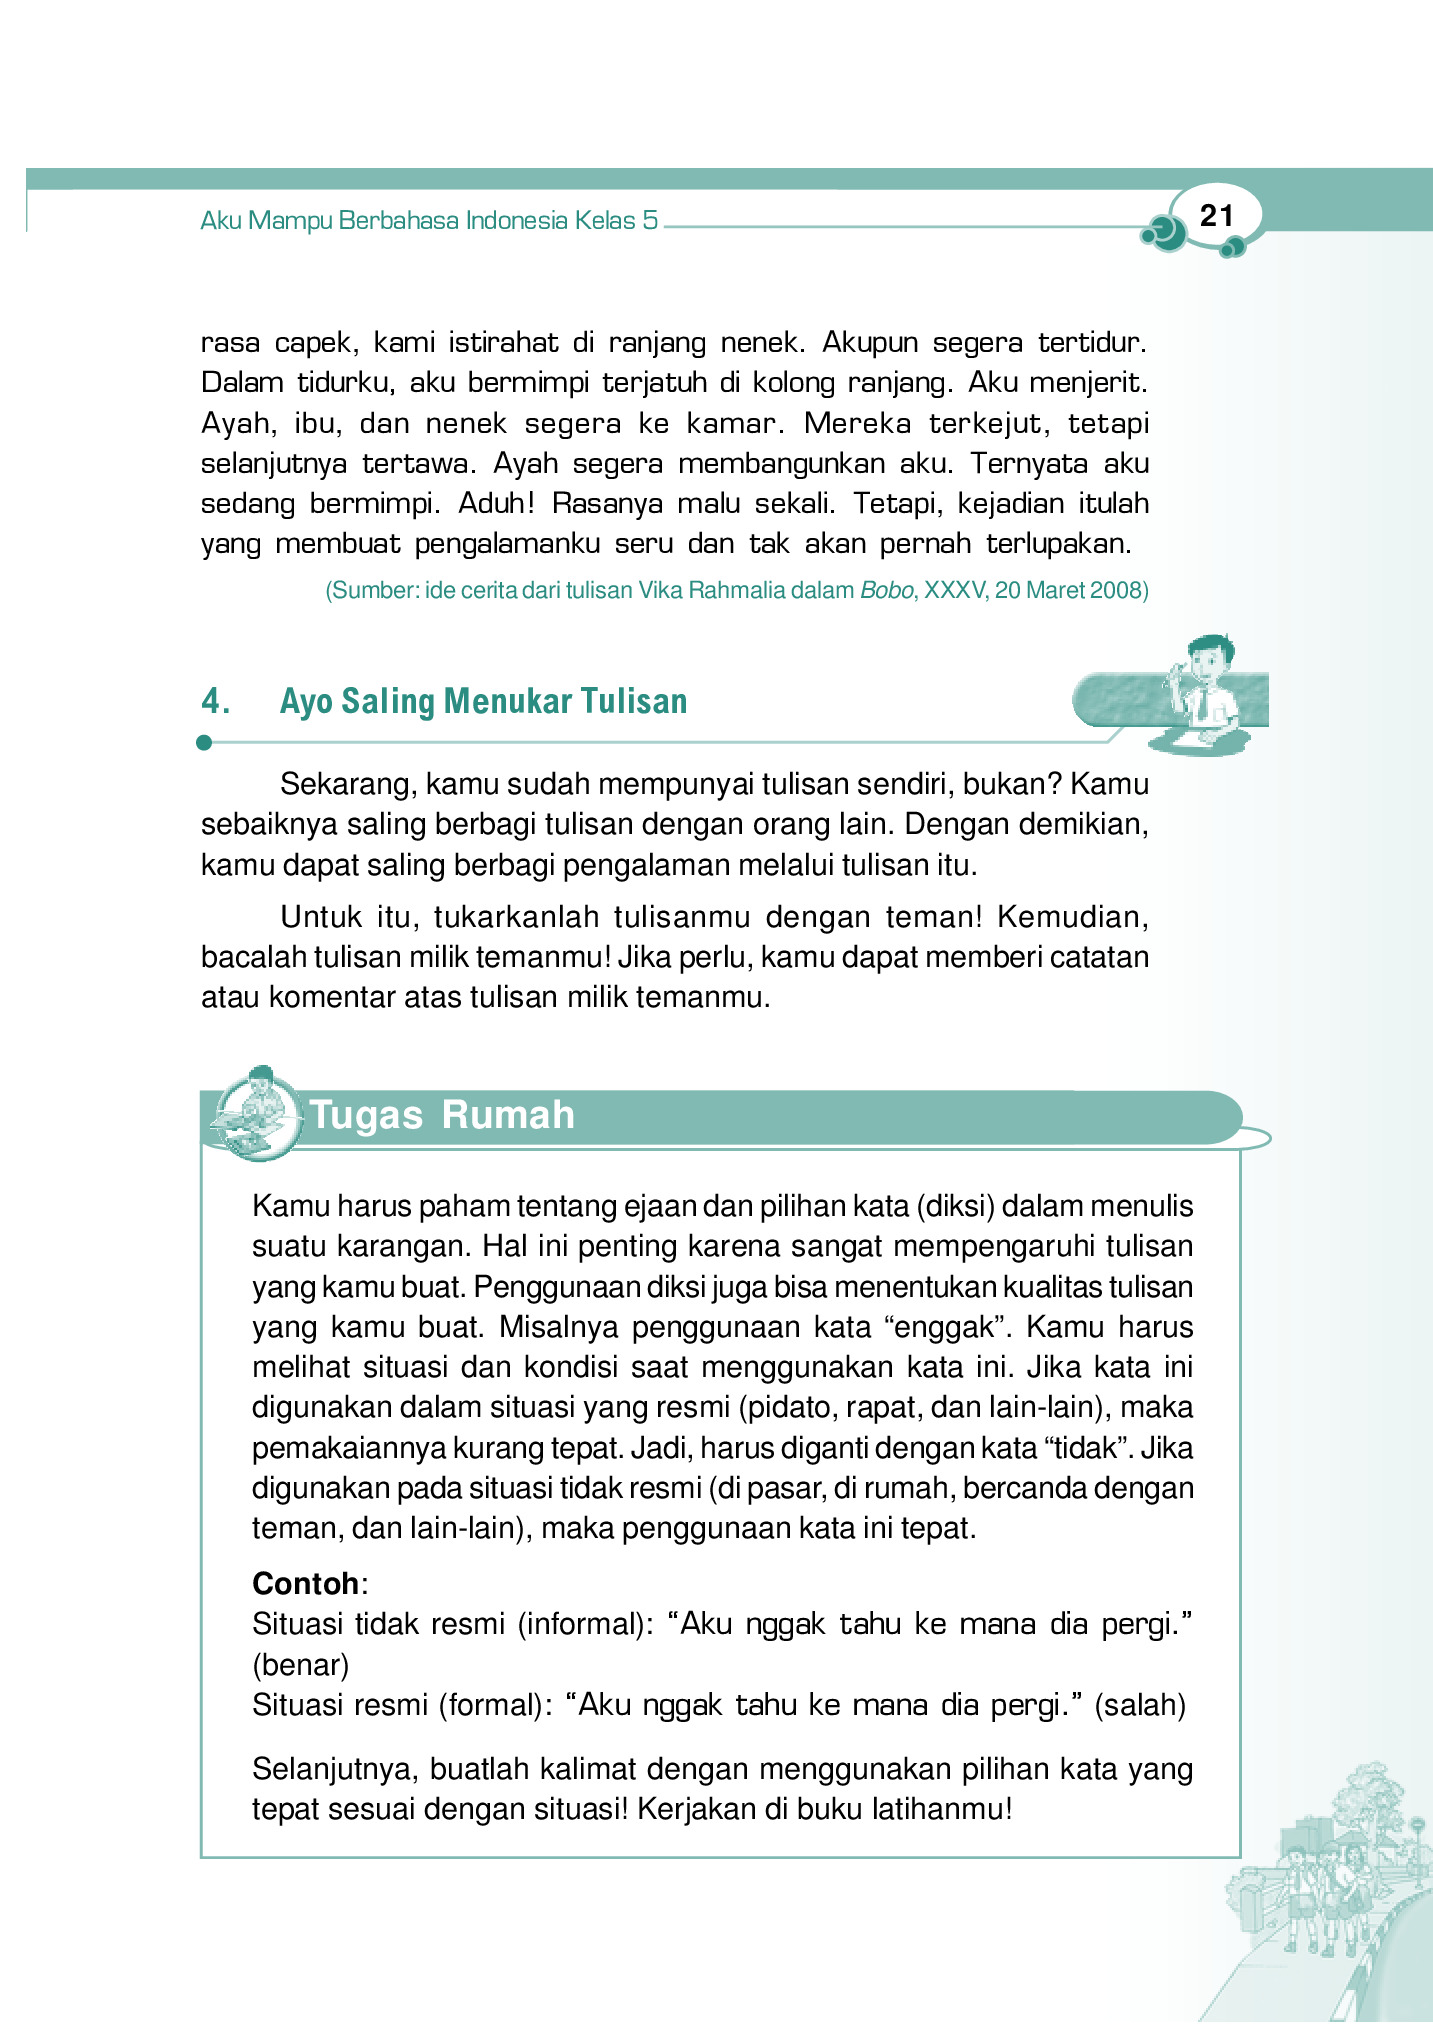 Aku Mampu Berbahasa Indonesia Kelas 5
21
rasa capek, kami istirahat di ranjang nenek. Akupun segera tertidur.
Dalam tidurku, aku bermimpi terjatuh di kolong ranjang. Aku menjerit.
Ayah, ibu, dan nenek segera ke kamar. Mereka terkejut, tetapi
selanjutnya tertawa. Ayah segera membangunkan aku. Ternyata aku
sedang bermimpi. Aduh! Rasanya malu sekali. Tetapi, kejadian itulah
yang membuat pengalamanku seru dan tak akan pernah terlupakan.
(Sumber: ide cerita dari tulisan Vika Rahmalia dalam Bobo, XXXV, 20 Maret 2008)
4. Ayo Saling Menukar Tulisan
Sekarang, kamu sudah mempunyai tulisan sendiri, bukan? Kamu
sebaiknya saling berbagi tulisan dengan orang lain. Dengan demikian,
kamu dapat saling berbagi pengalaman melalui tulisan itu.
Untuk itu, tukarkanlah tulisanmu dengan teman! Kemudian,
bacalah tulisan milik temanmu! Jika perlu, kamu dapat memberi catatan
atau komentar atas tulisan milik temanmu.
Tugas Rumah
Kamu harus paham tentang ejaan dan pilihan kata (diksi) dalam menulis
suatu karangan. Hal ini penting karena sangat mempengaruhi tulisan
yang kamu buat. Penggunaan diksi juga bisa menentukan kualitas tulisan
yang kamu buat. Misalnya penggunaan kata “enggak”. Kamu harus
melihat situasi dan kondisi saat menggunakan kata ini. Jika kata ini
digunakan dalam situasi yang resmi (pidato, rapat, dan lain-lain), maka
pemakaiannya kurang tepat. Jadi, harus diganti dengan kata “tidak”. Jika
digunakan pada situasi tidak resmi (di pasar, di rumah, bercanda dengan
teman, dan lain-lain), maka penggunaan kata ini tepat.
Contoh:
Situasi tidak resmi (informal): “Aku nggak tahu ke mana dia pergi.”
(benar)
Situasi resmi (formal): “Aku nggak tahu ke mana dia pergi.” (salah)
Selanjutnya, buatlah kalimat dengan menggunakan pilihan kata yang
tepat sesuai dengan situasi! Kerjakan di buku latihanmu!